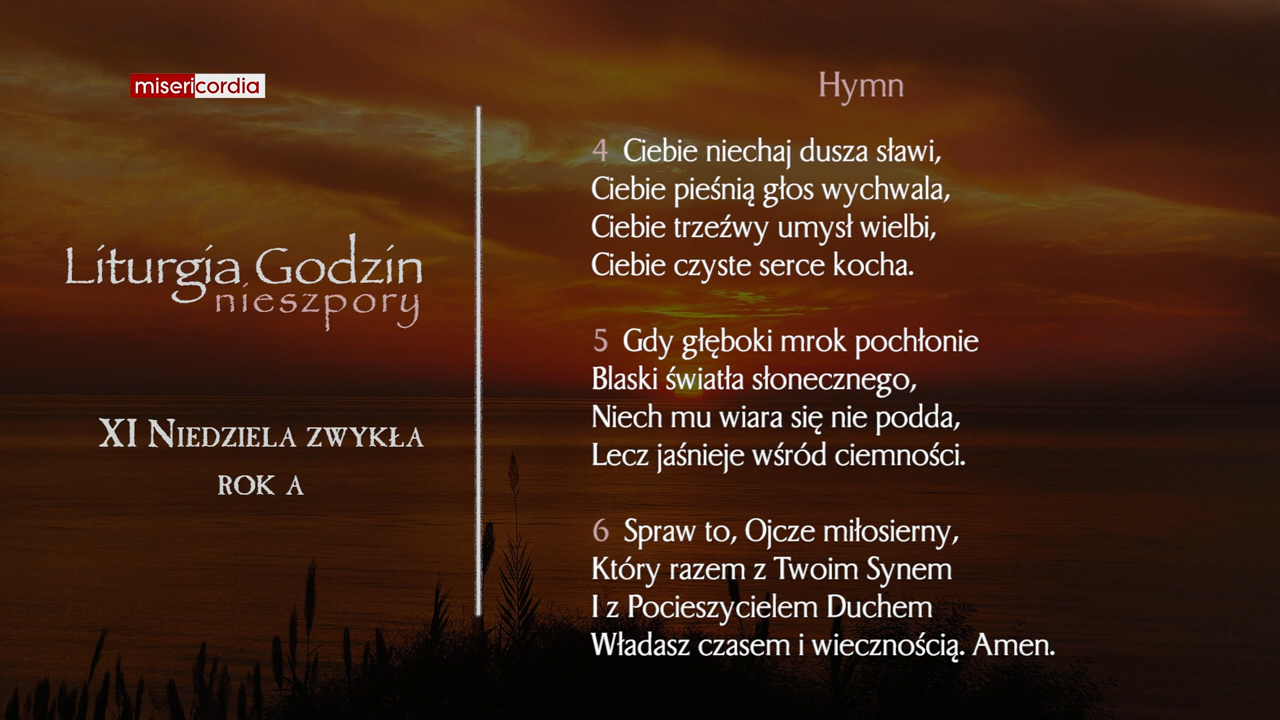 misericordia
Liturgia Godzin
nieszpory
XI Niedziela zwykła
rok A
Hymn
4 Ciebie niechaj dusza sławi,
Ciebie pieśnią głos wychwala,
Ciebie trzeźwy umysł wielbi,
Ciebie czyste serce kocha.
5 Gdy głęboki mrok pochłonie
Blaski światła słonecznego,
Niech mu wiara się nie podda,
Lecz jaśnieje wśród ciemności.
6 Spraw to, Ojcze miłosierny,
Który razem z Twoim Synem
I z Pocieszycielem Duchem
Władasz czasem i wiecznością. Amen.